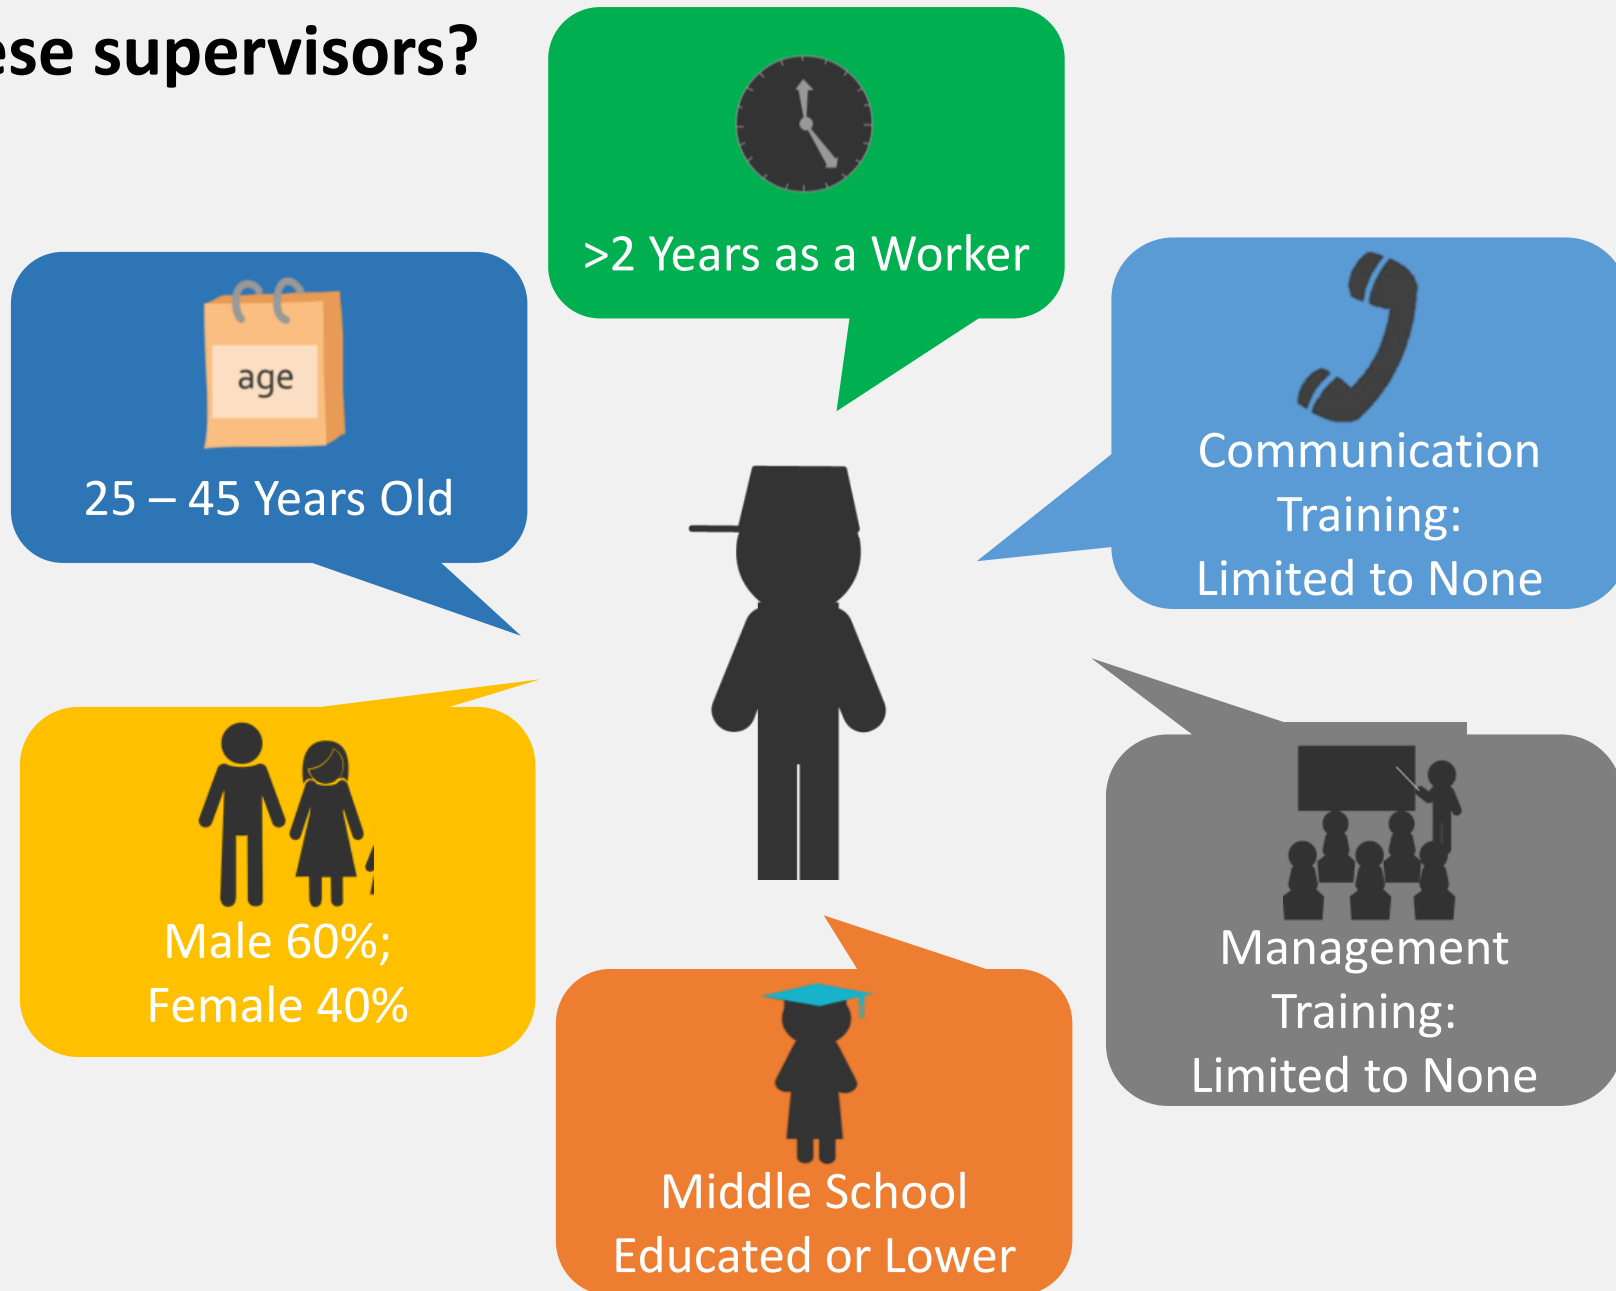 ese supervisors?
>2 Years as a Worker
age
25 – 45 Years Old
Communication
Training:
Limited to None
Male 60%;
Female 40%
Management
Training:
Limited to None
Middle School
Educated or Lower